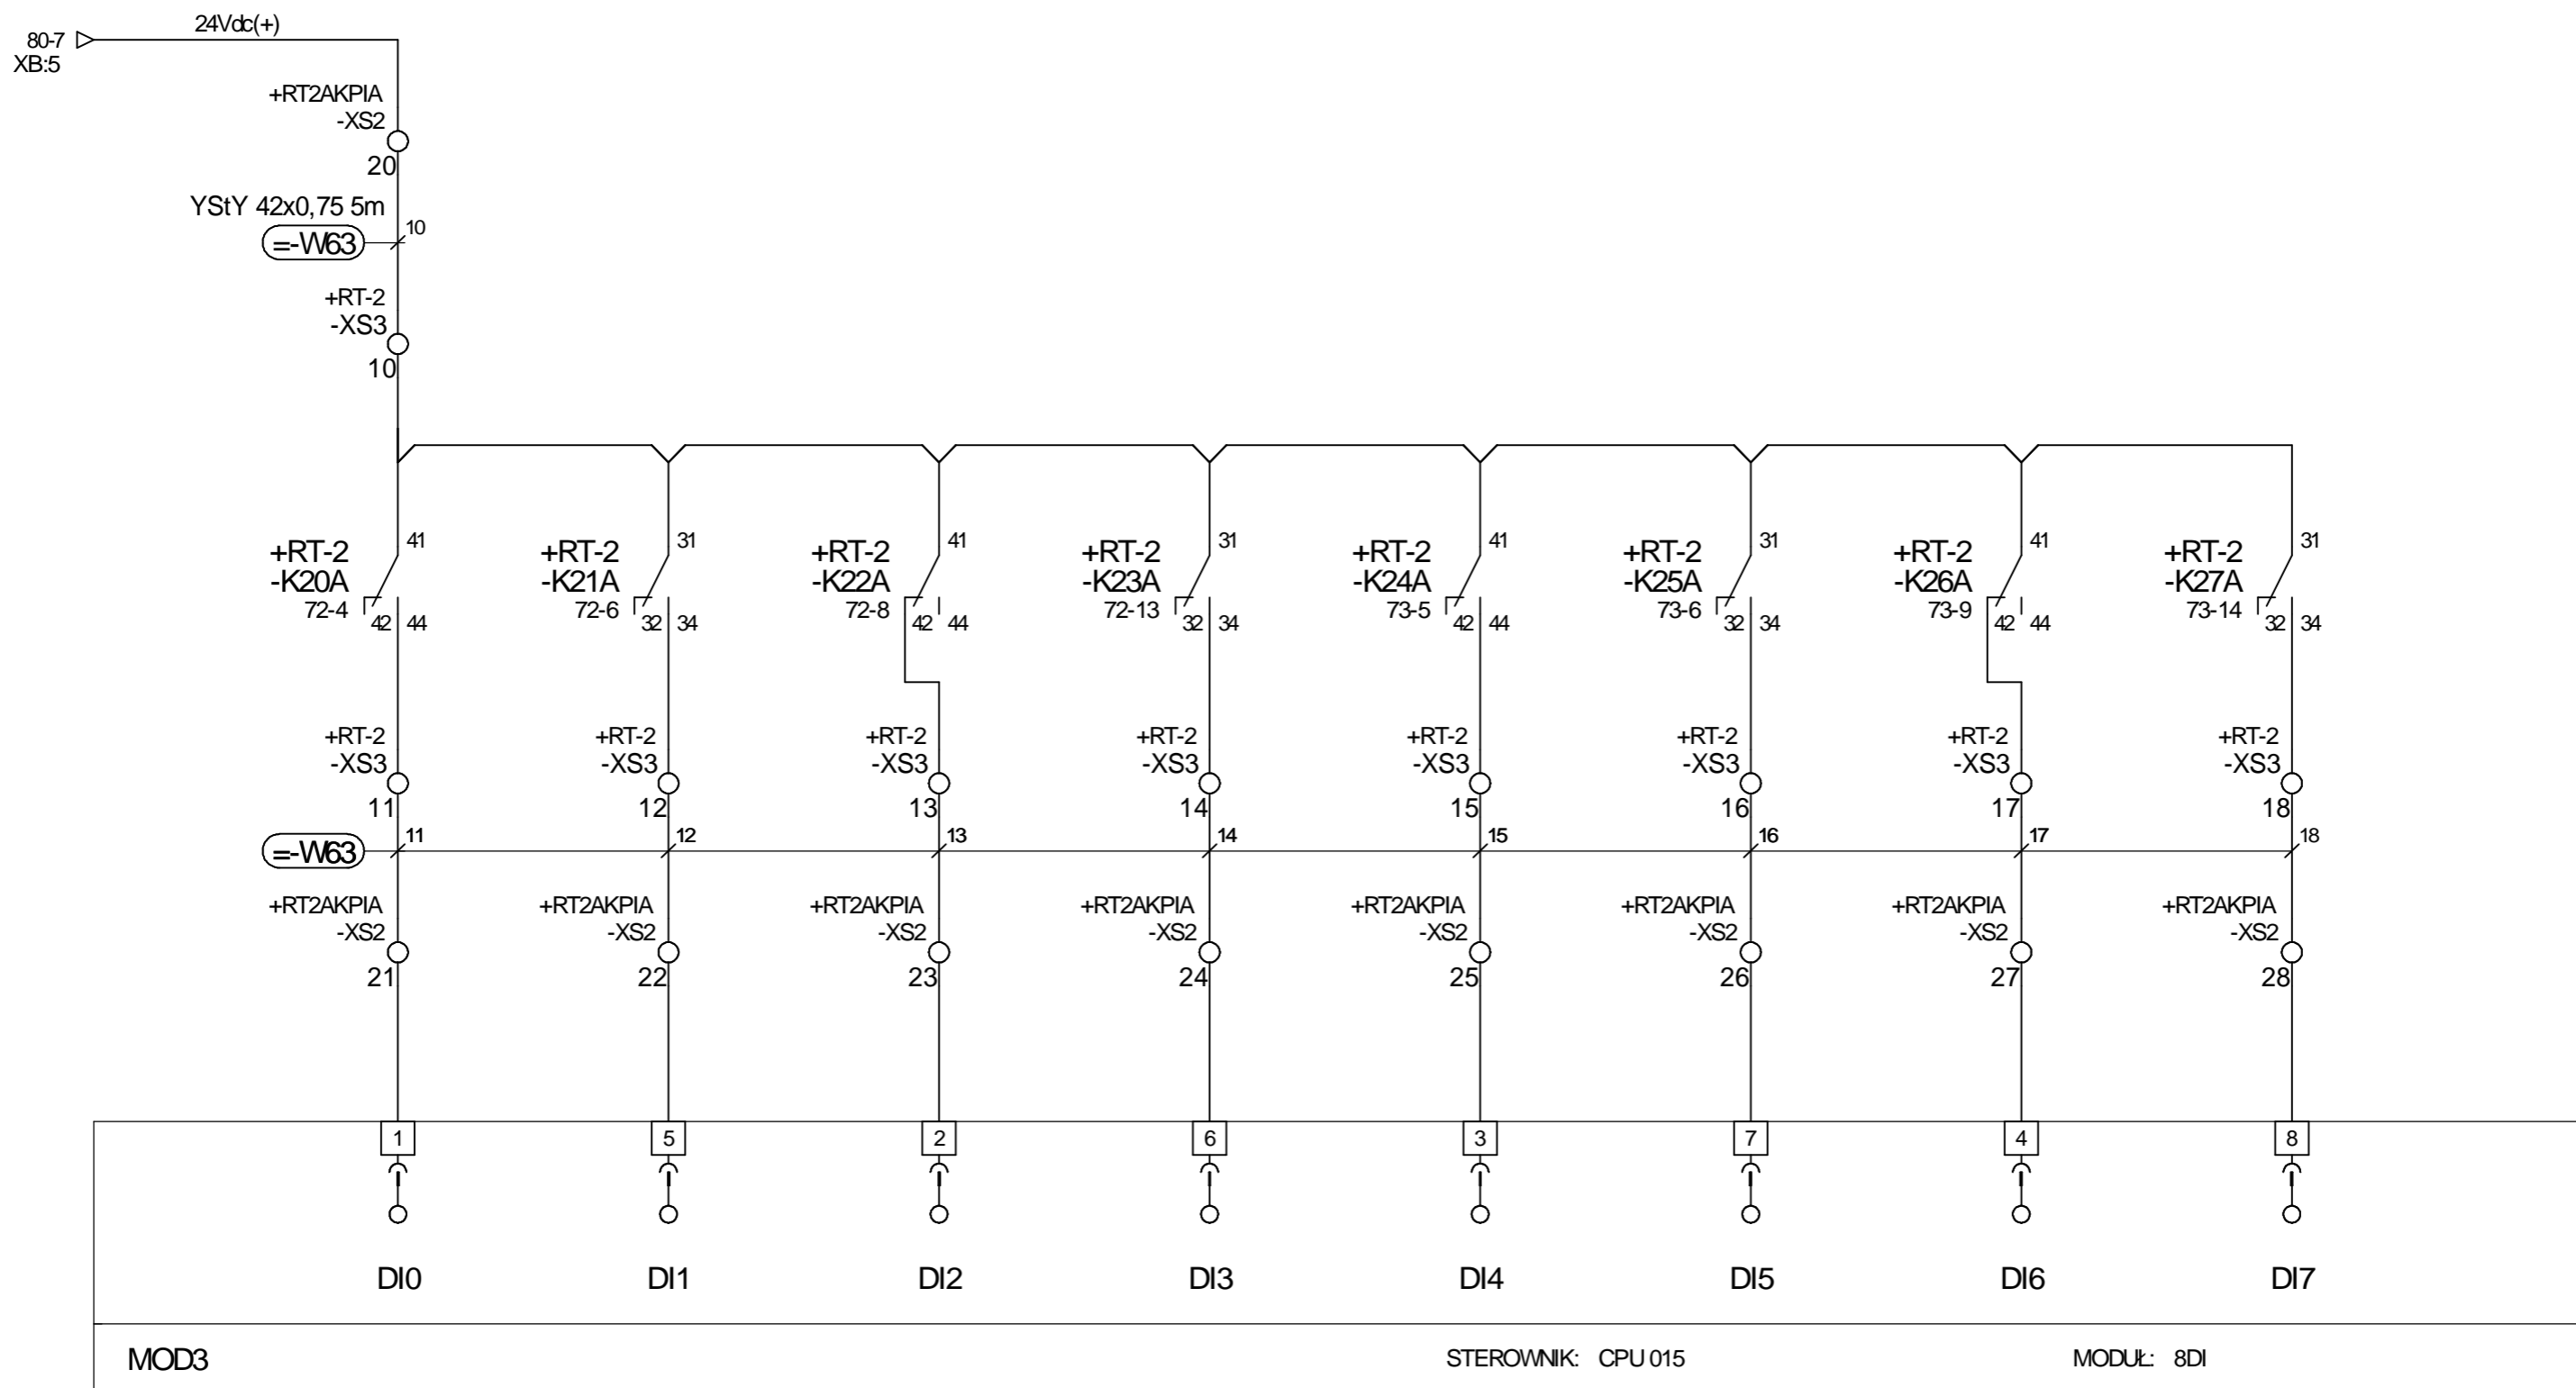 24Vdc(+)
80-7
XB:5
+RT2AKPIA
-XS2
20
YStY 42x0,75 5m
10
=-W63
+RT-2
-XS3
10
41 31 41 31 41 31 41 31
+RT-2 +RT-2 +RT-2 +RT-2 +RT-2 +RT-2 +RT-2 +RT-2
-K20A -K21A -K22A -K23A -K24A -K25A -K26A -K27A
72-4 72-6 72-8 72-13 73-5 73-6 73-9 73-14
42 44 32 34 42 44 32 34 42 44 32 34 42 44 32 34
+RT-2 +RT-2 +RT-2 +RT-2 +RT-2 +RT-2 +RT-2 +RT-2
-XS3 -XS3 -XS3 -XS3 -XS3 -XS3 -XS3 -XS3
11 12 13 14 15 16 17 18
11 12 13 14 15 16 17 18
=-W63
+RT2AKPIA +RT2AKPIA +RT2AKPIA +RT2AKPIA +RT2AKPIA +RT2AKPIA +RT2AKPIA +RT2AKPIA
-XS2 -XS2 -XS2 -XS2 -XS2 -XS2 -XS2 -XS2
21 22 23 24 25 26 27 28
1 5 2 6 3 7 4 8
DI0 DI1 DI2 DI3 DI4 DI5 DI6 DI7
MOD3 STEROWNIK: CPU 015 MODUŁ: 8DI